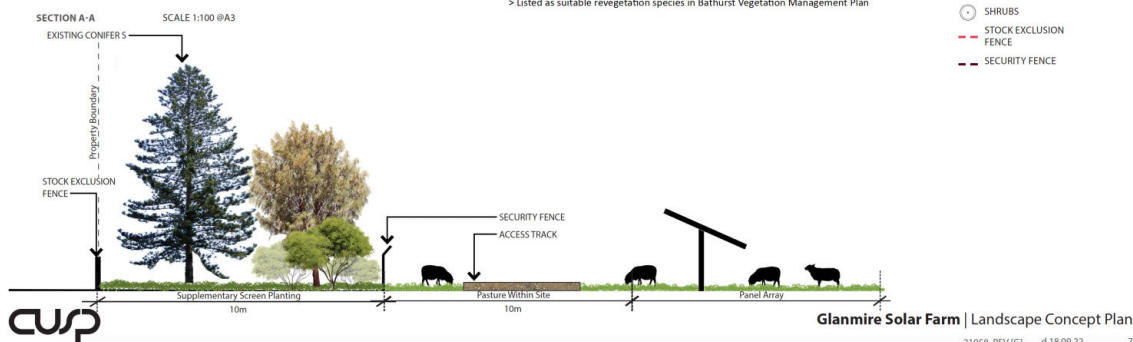 > Listed as suitable revegetation species in Bathurst Vegetation Management Plan
SECTION A-A
SCALE 1:100 @A3
EXISTING CONIFER S
Property Boundary
STOCK EXCLUSION
FENCE
SECURITY FENCE
ACCESS TRACK
SHRUBS
STOCK EXCLUSION
FENCE
SECURITY FENCE
Supplementary Screen Planting
Pasture Within Site
Panel Array
10m
10m
cusp
Glanmire Solar Farm | Landscape Concept Plan